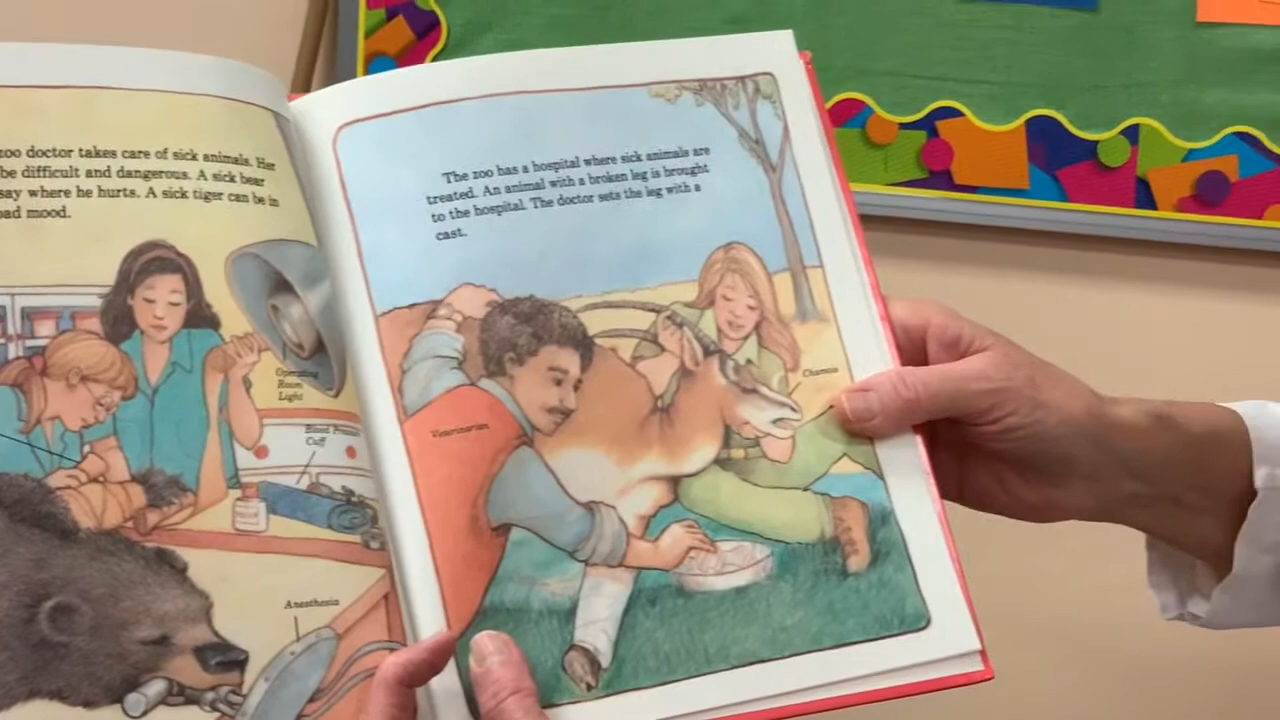 zoo doctor takes care of sick animals. Her
be difficult and dangerous. A sick bear
say where he hurts. A sick tiger can be in
bad mood.
Operating
Room
Light
Blood Pressure
Cuff
Anesthesia
The zoo has a hospital where sick animals are
treated. An animal with a broken leg is brought
to the hospital. The doctor sets the leg with a
cast.
Chamois
Veterinarian